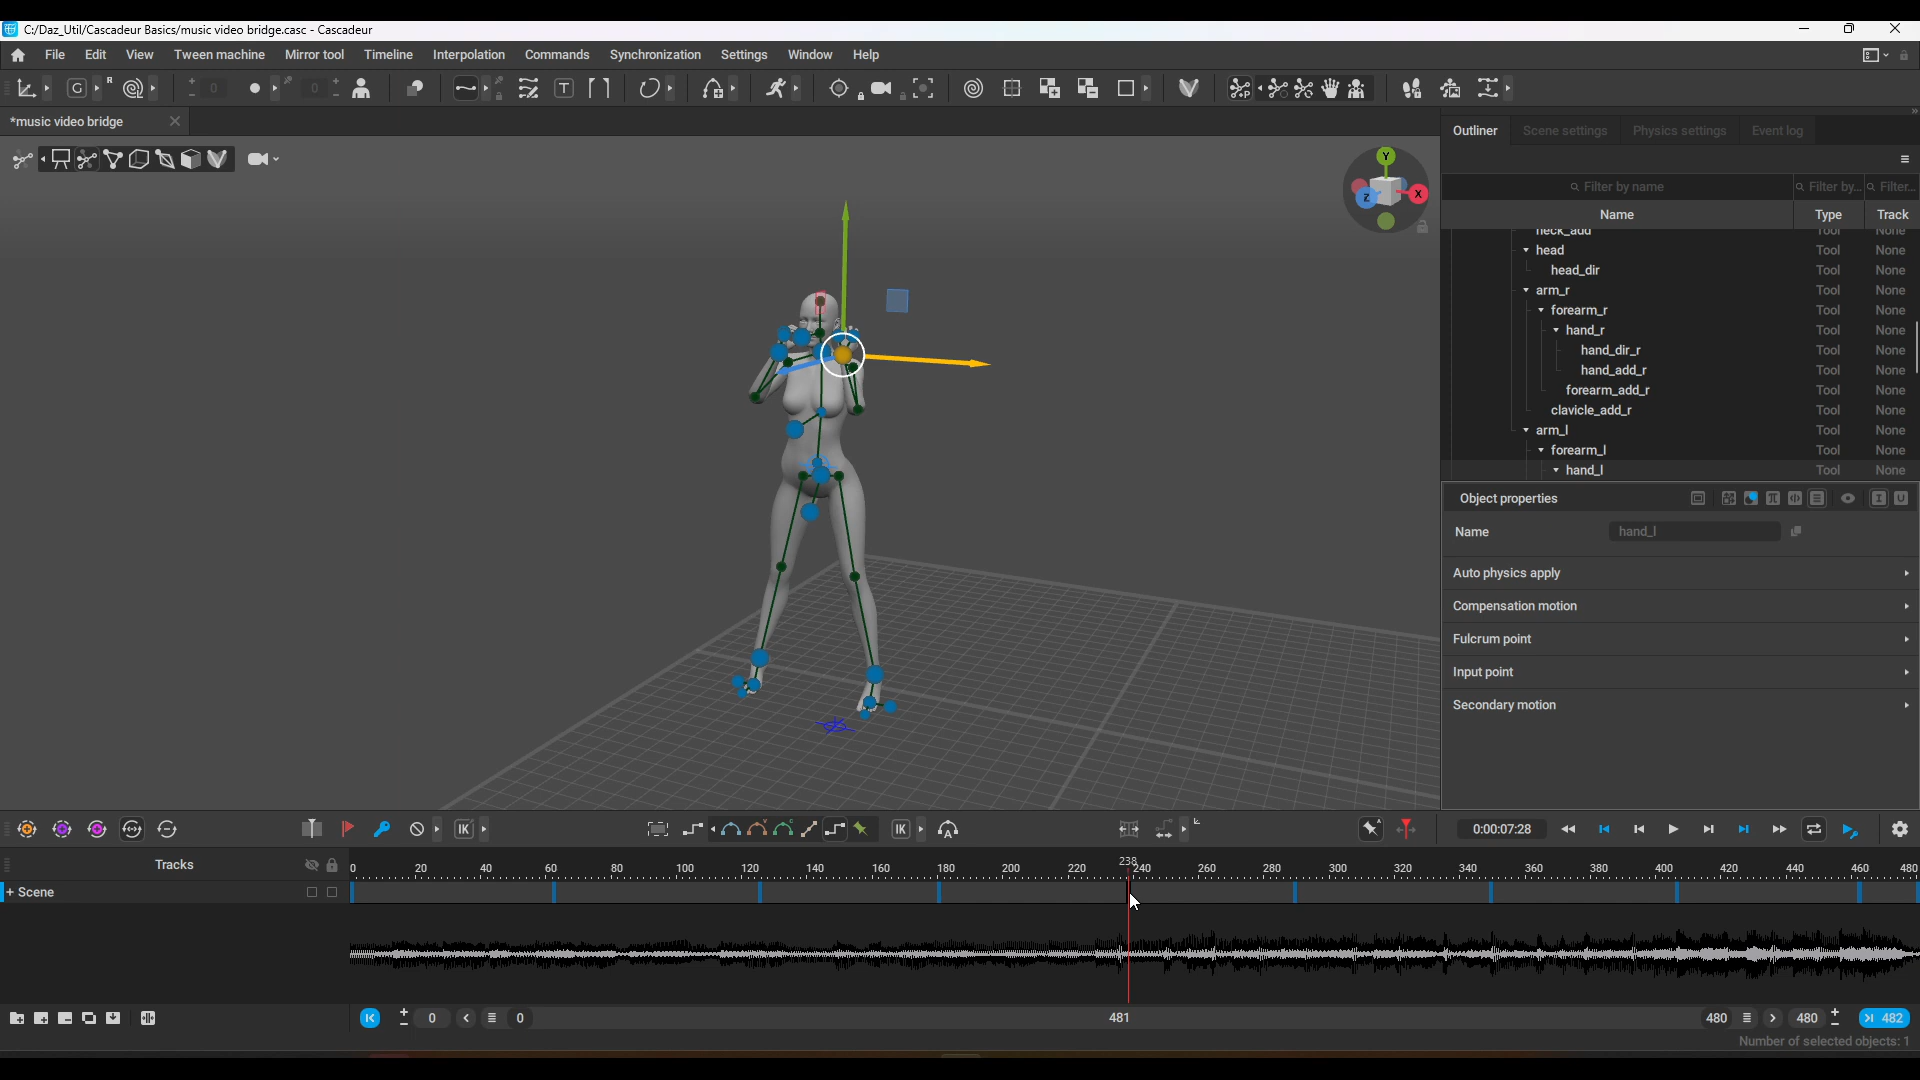 C:/Daz_Util/Cascadeur Basics/music video bridge.casc - Cascadeur
File Edit View Tween machine Mirror tool Timeline Interpolation Commands Synchronization Settings Window Help
G R 0 0 T
*music video bridge
Outliner Scene settings Physics settings Event log
Y
X
Z
Filter by name Filter by... Filter...
Name Type Track
neck_add Tool None
head Tool None
head_dir Tool None
arm_r Tool None
forearm_r Tool None
hand_r Tool None
hand_dir_r Tool None
hand_add_r Tool None
forearm_add_r Tool None
clavicle_add_r Tool None
arm_l Tool None
forearm_l Tool None
hand_l Tool None
Object properties
Name hand_l
Auto physics apply
Compensation motion
Fulcrum point
Input point
Secondary motion
IK IK A 0:00:07:28
Tracks
0 20 40 60 80 100 120 140 160 180 200 220 238 240 260 280 300 320 340 360 380 400 420 440 460 480
+ Scene
0 0 481 480 480 482
Number of selected objects: 1